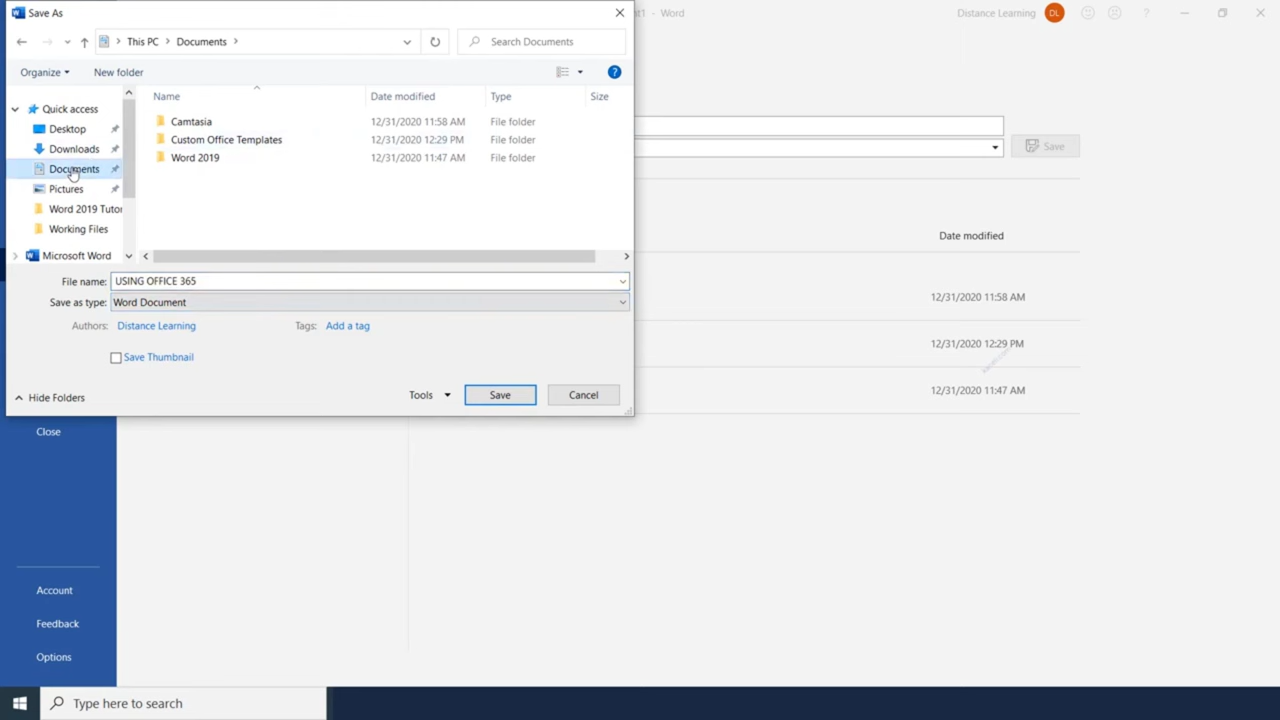 Save As
t1 - Word
Distance Learning DL
This PC > Documents >
Search Documents
Organize
New folder
Name Date modified Type Size
Quick access
Desktop
Downloads
Documents
Pictures
Word 2019 Tutor
Working Files
Microsoft Word
Camtasia 12/31/2020 11:58 AM File folder
Custom Office Templates 12/31/2020 12:29 PM File folder
Word 2019 12/31/2020 11:47 AM File folder
File name: USING OFFICE 365
Save as type: Word Document
Authors: Distance Learning Tags: Add a tag
Save Thumbnail
Hide Folders
Tools
Save
Cancel
Save
Date modified
12/31/2020 11:58 AM
12/31/2020 12:29 PM
12/31/2020 11:47 AM
Close
Account
Feedback
Options
Type here to search